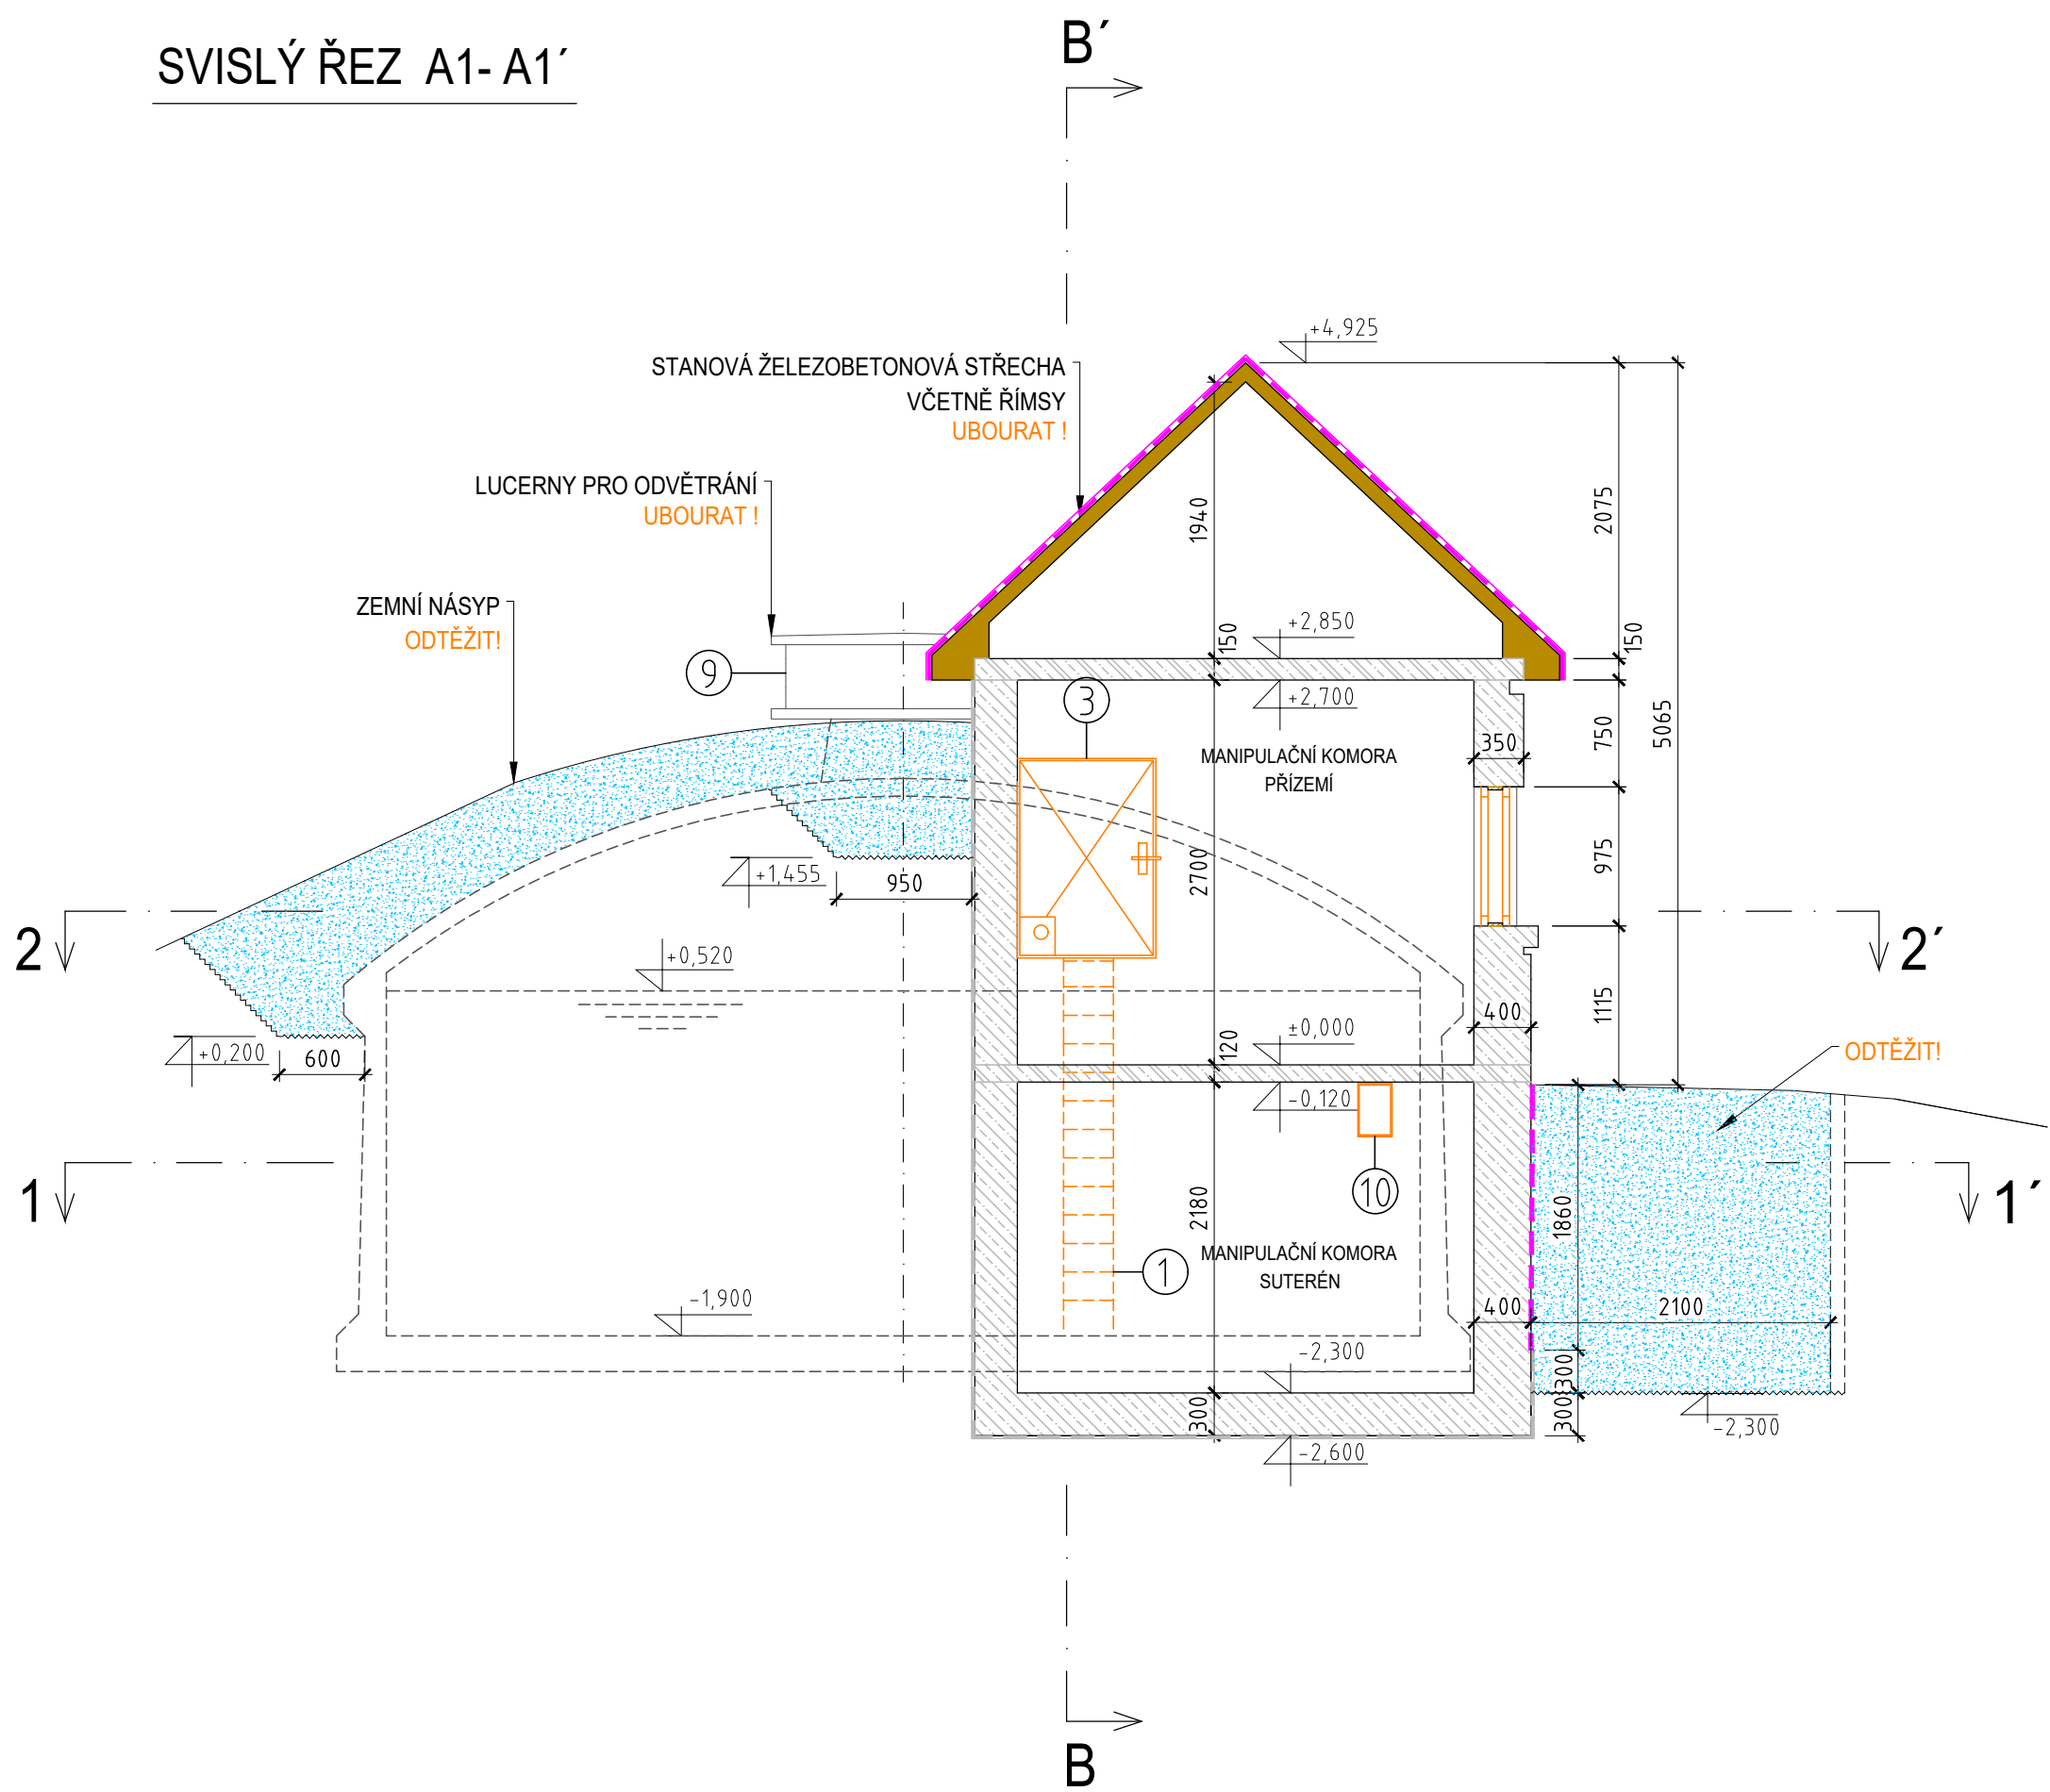 SVISLÝ ŘEZ A1- A1´
B´
+4,925
STANOVÁ ŽELEZOBETONOVÁ STŘECHA
VČETNĚ ŘÍMSY
UBOURAT !
LUCERNY PRO ODVĚTRÁNÍ
UBOURAT !
ZEMNÍ NÁSYP
ODTĚŽIT!
1940
2075
150
+2,850
150
9
3
+2,700
5065
750
350
MANIPULAČNÍ KOMORA
PŘÍZEMÍ
975
+1,455
950
2700
2
2´
+0,520
1115
400
±0,000
120
+0,200
600
ODTĚŽIT!
-0,120
10
1
1´
2180
1860
MANIPULAČNÍ KOMORA
SUTERÉN
1
-1,900
400
2100
-2,300
300
300
300
-2,300
-2,600
B